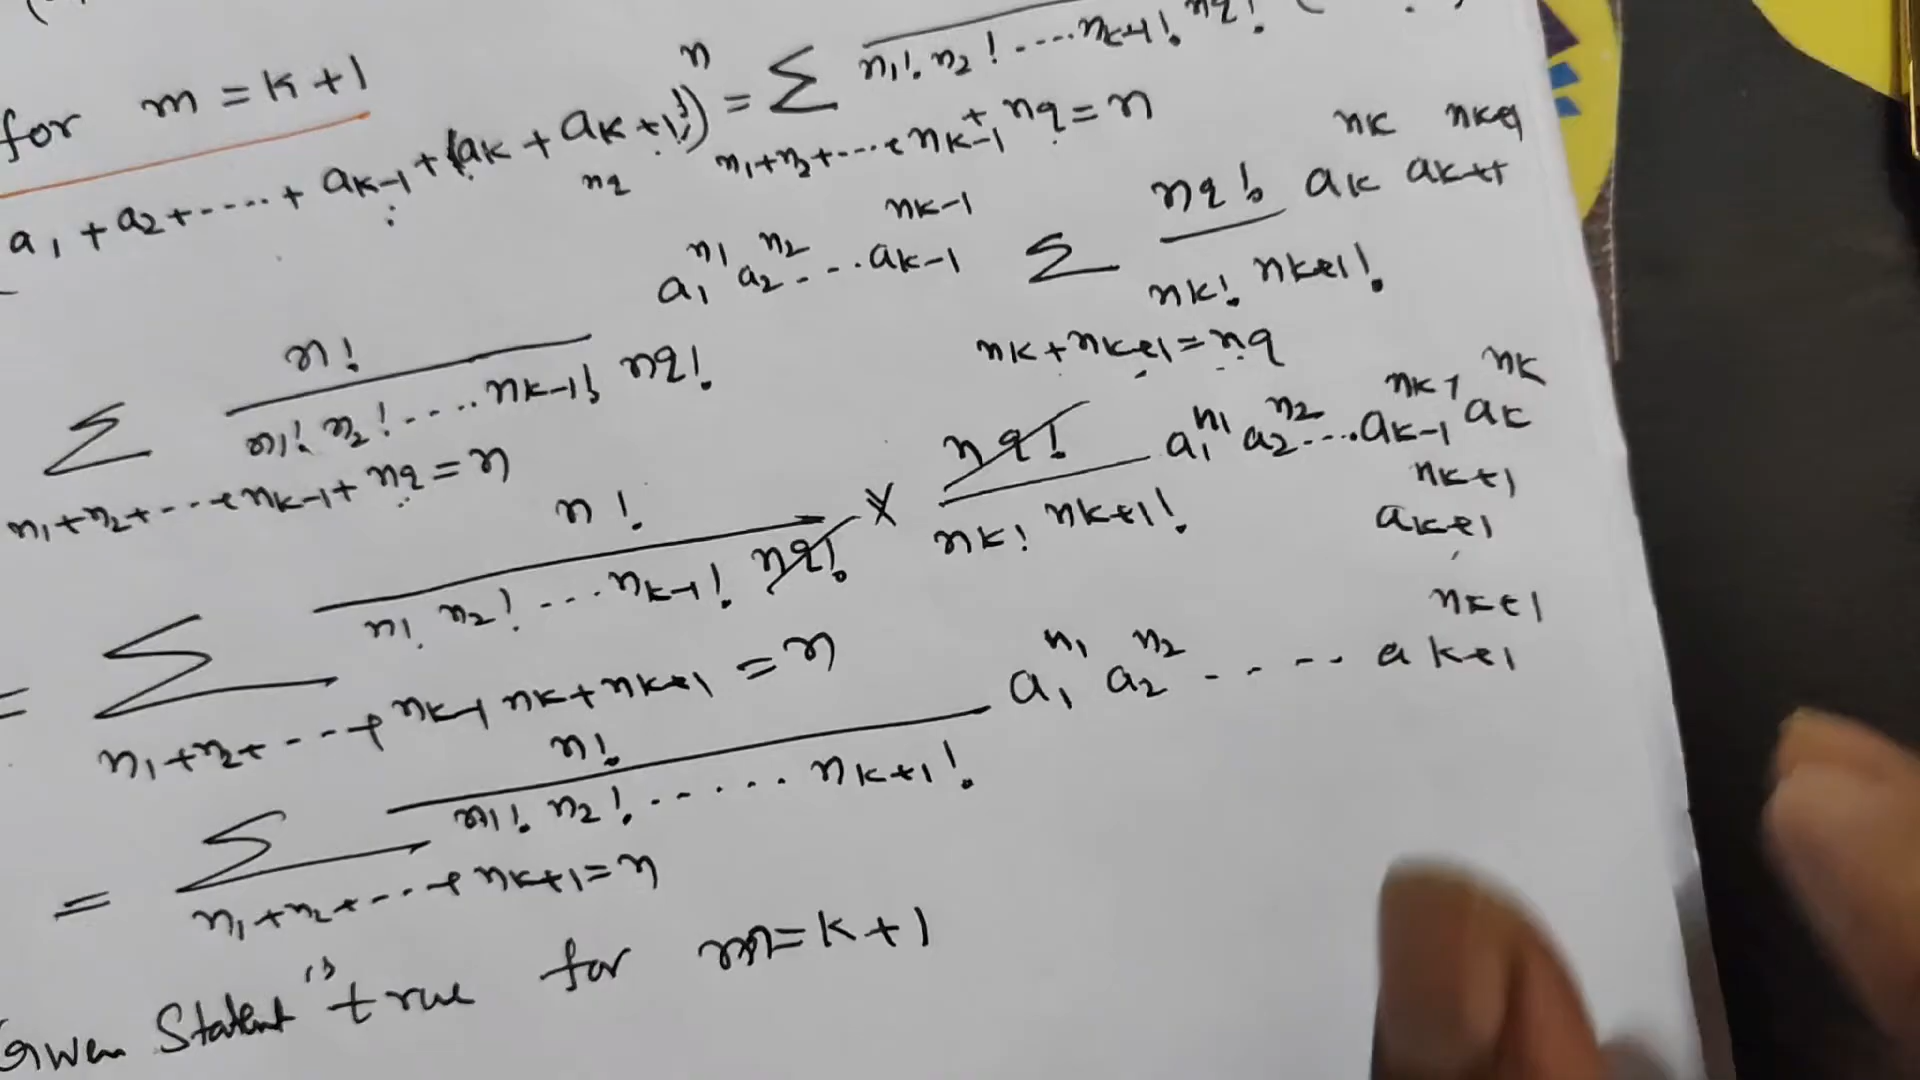 for m = k+1
a1 + a2 + ..... + ak-1 + {ak + ak+1})^n = Σ n1! n2! .... nk-1! nq!
nq n1+n2+...+nk-1+nq = n
a1^n1 a2^n2 ... ak-1^nk-1 Σ nq!/nk! nk+1! ak^nk ak+1^nk+1
nk + nk+1 = nq
Σ n!/n1! n2! .... nk-1! nq!
n1+n2+...+nk-1+nq = n
= Σ n!/n1! n2! ... nk-1! nq! × nq!/nk! nk+1! a1^n1 a2^n2 .... ak-1^nk-1 ak^nk
ak+1^nk+1
n1+n2+...+nk-1 nk+nk+1 = n
= Σ n!/n1! n2! ..... nk+1! a1^n1 a2^n2 .... ak+1^nk+1
n1+n2+...+nk+1 = n
Given Statent is true for m=k+1